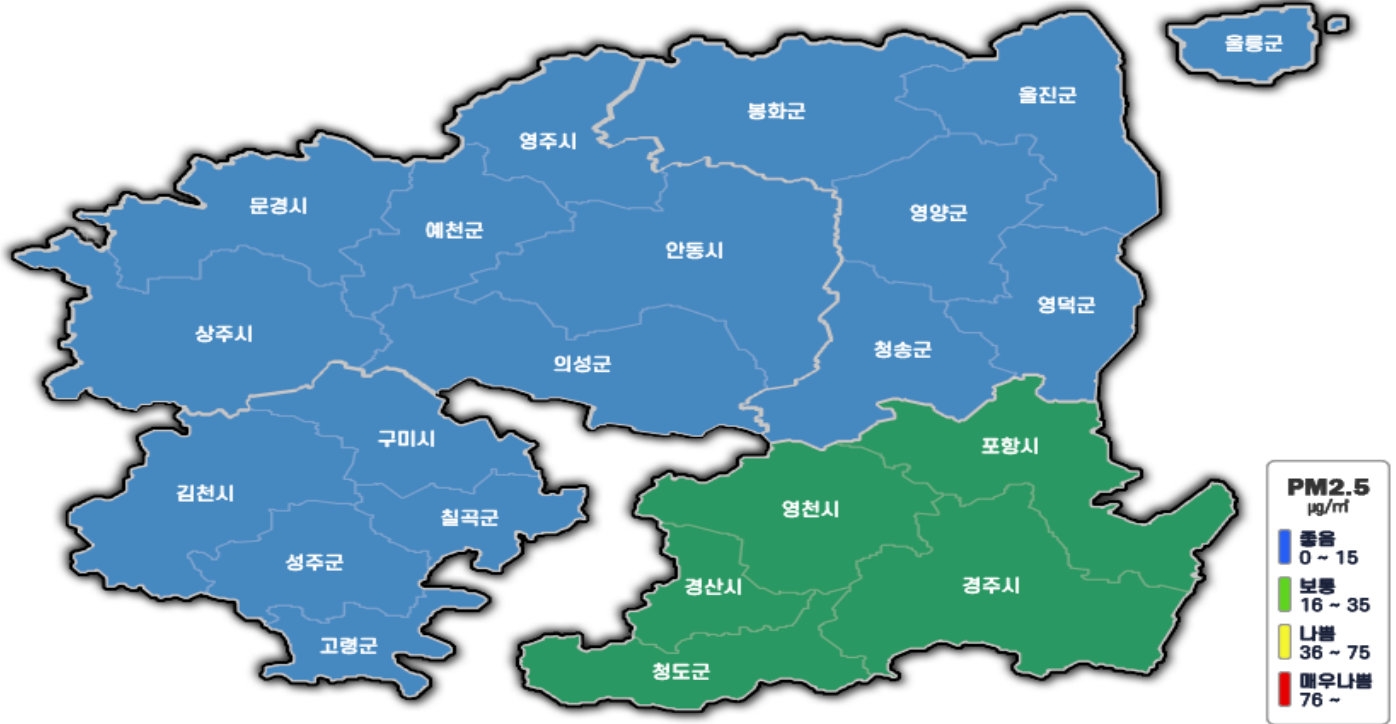 울릉군
울진군
봉화군
영주시
문경시
예천군
영양군
안동시
영덕군
상주시
청송군
의성군
구미시
포항시
김천시
영천시
칠곡군
성주군
경산시
경주시
고령군
청도군
PM2.5
μg/㎥
좋음
0 ~ 15
보통
16 ~ 35
나쁨
36 ~ 75
매우나쁨
76 ~